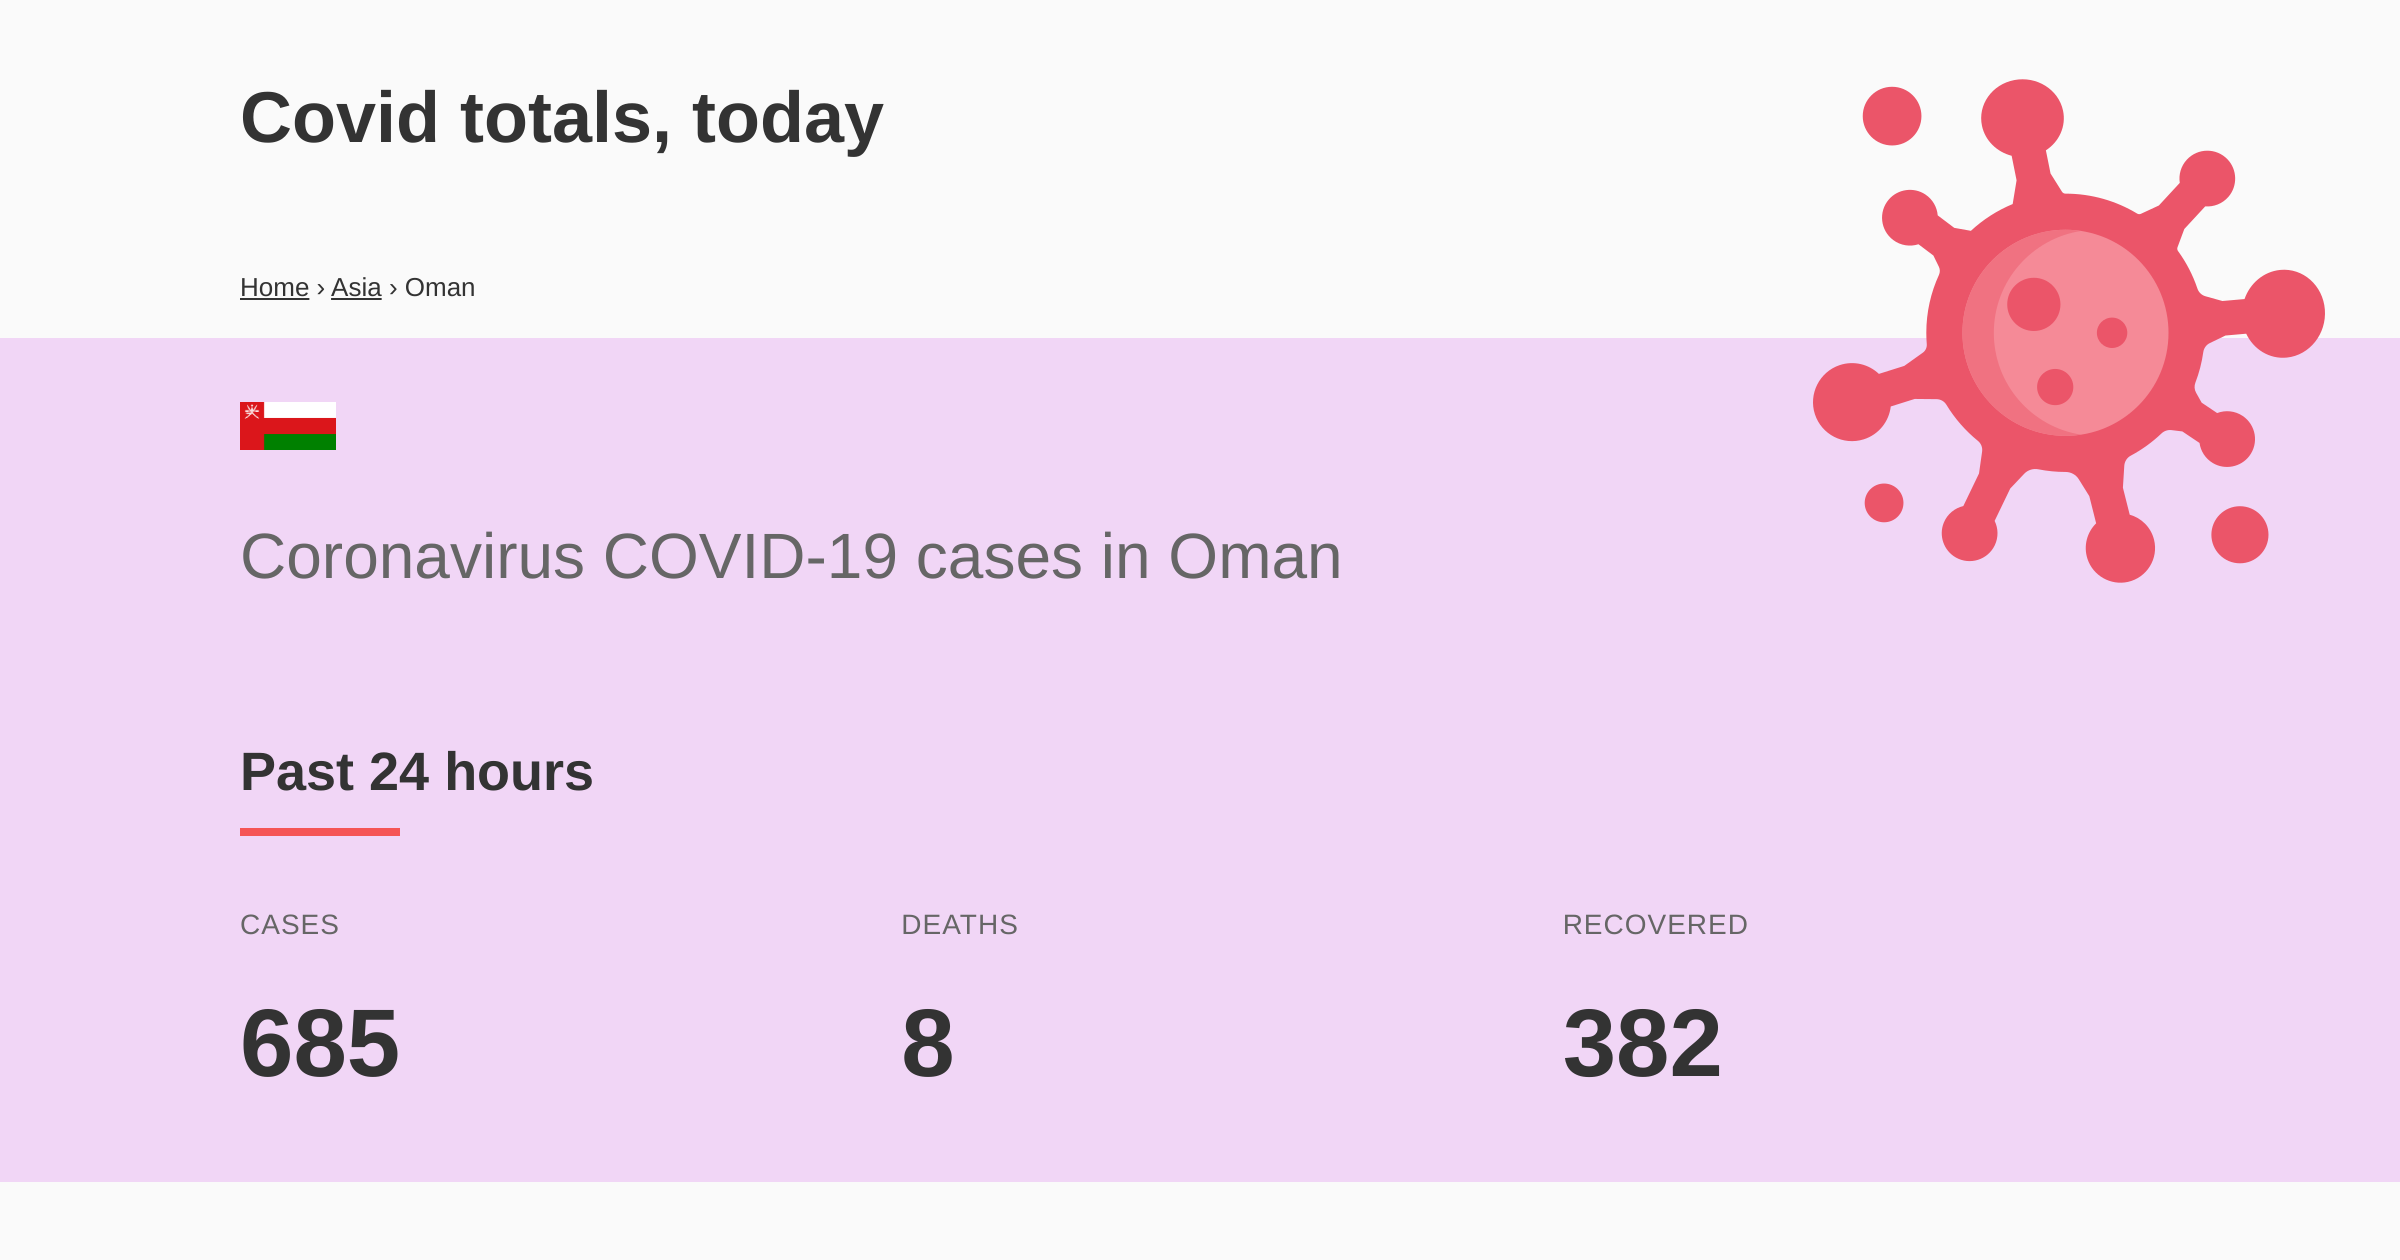 Covid totals, today
Home › Asia › Oman
Coronavirus COVID-19 cases in Oman
Past 24 hours
CASES DEATHS RECOVERED
685 8 382